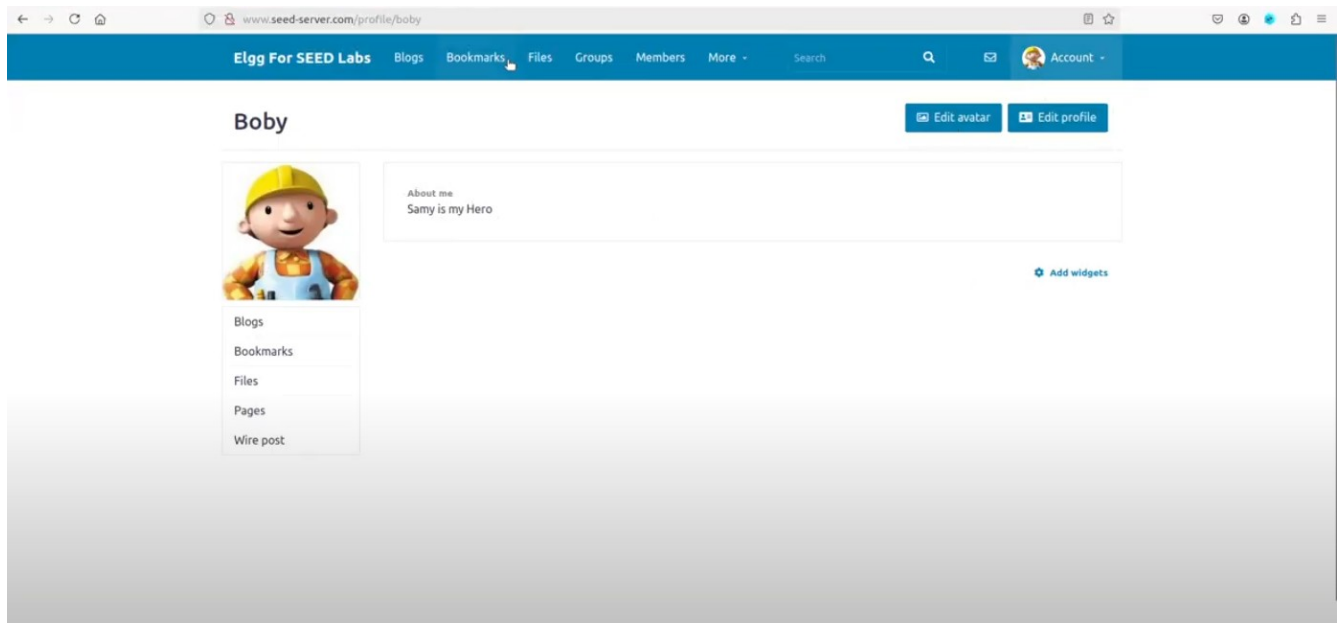 www.seed-server.com/profile/boby
Elgg For SEED Labs Blogs Bookmarks Files Groups Members More Search Account
Boby
Edit avatar Edit profile
About me
Samy is my Hero
Add widgets
Blogs
Bookmarks
Files
Pages
Wire post